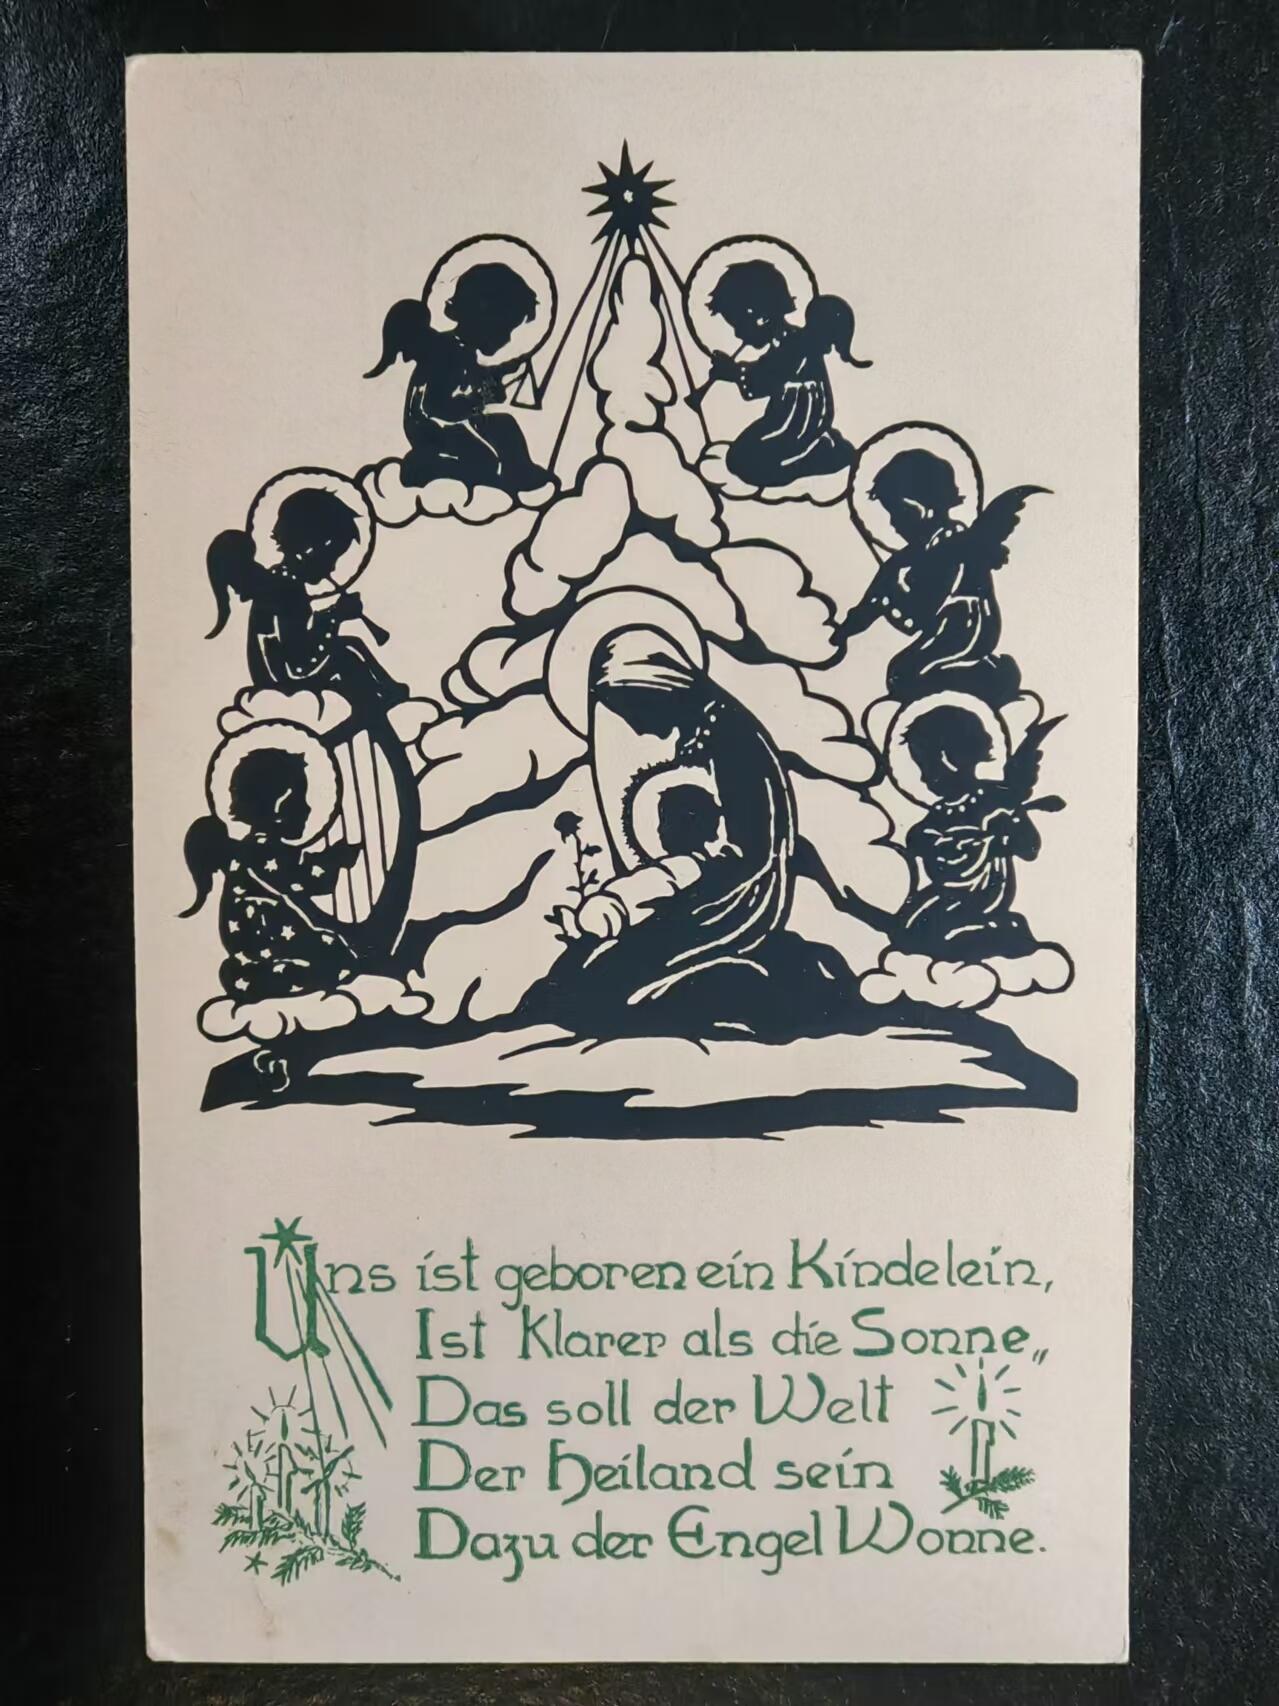 Uns ist geboren ein Kindelein,
Ist Klarer als die Sonne„
Das soll der Welt
Der Heiland sein
Dazu der Engel Wonne.